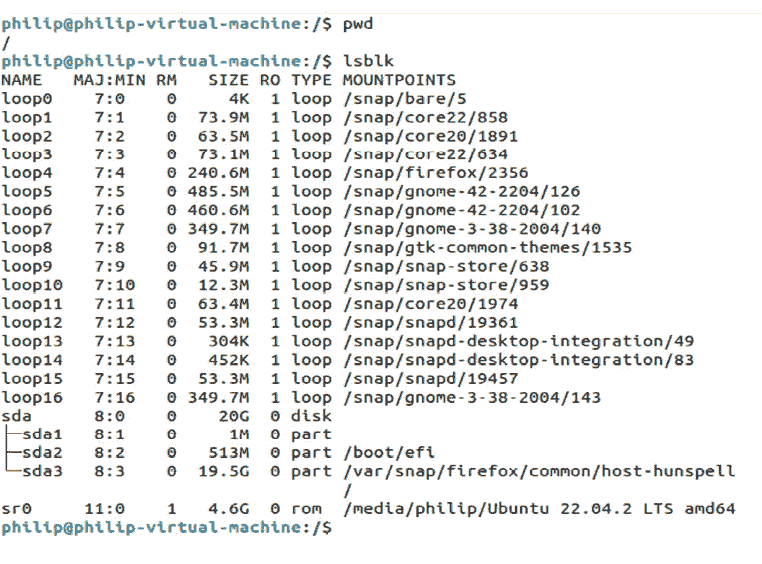 philip@philip-virtual-machine:/$ pwd
/
philip@philip-virtual-machine:/$ lsblk
NAME   MAJ:MIN RM   SIZE RO TYPE MOUNTPOINTS
loop0    7:0    0     4K  1 loop /snap/bare/5
loop1    7:1    0  73.9M  1 loop /snap/core22/858
loop2    7:2    0  63.5M  1 loop /snap/core20/1891
loop3    7:3    0  73.1M  1 loop /snap/core22/634
loop4    7:4    0 240.6M  1 loop /snap/firefox/2356
loop5    7:5    0 485.5M  1 loop /snap/gnome-42-2204/126
loop6    7:6    0 460.6M  1 loop /snap/gnome-42-2204/102
loop7    7:7    0 349.7M  1 loop /snap/gnome-3-38-2004/140
loop8    7:8    0  91.7M  1 loop /snap/gtk-common-themes/1535
loop9    7:9    0  45.9M  1 loop /snap/snap-store/638
loop10   7:10   0  12.3M  1 loop /snap/snap-store/959
loop11   7:11   0  63.4M  1 loop /snap/core20/1974
loop12   7:12   0  53.3M  1 loop /snap/snapd/19361
loop13   7:13   0   304K  1 loop /snap/snapd-desktop-integration/49
loop14   7:14   0   452K  1 loop /snap/snapd-desktop-integration/83
loop15   7:15   0  53.3M  1 loop /snap/snapd/19457
loop16   7:16   0 349.7M  1 loop /snap/gnome-3-38-2004/143
sda      8:0    0    20G  0 disk
├─sda1   8:1    0     1M  0 part
├─sda2   8:2    0   513M  0 part /boot/efi
└─sda3   8:3    0  19.5G  0 part /var/snap/firefox/common/host-hunspell
                                 /
sr0     11:0    1   4.6G  0 rom  /media/philip/Ubuntu 22.04.2 LTS amd64
philip@philip-virtual-machine:/$